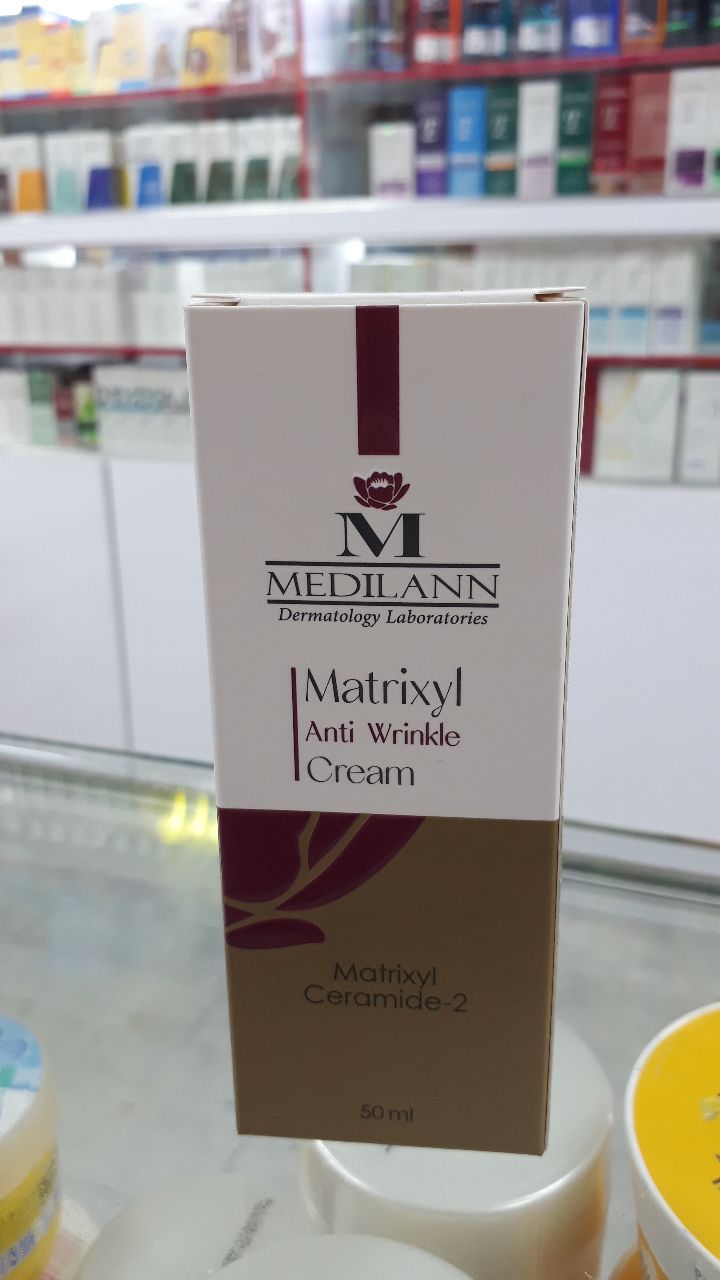 M
MEDILANN
Dermatology Laboratories
Matrixyl
Anti Wrinkle
Cream
Matrixyl
Ceramide-2
50 ml